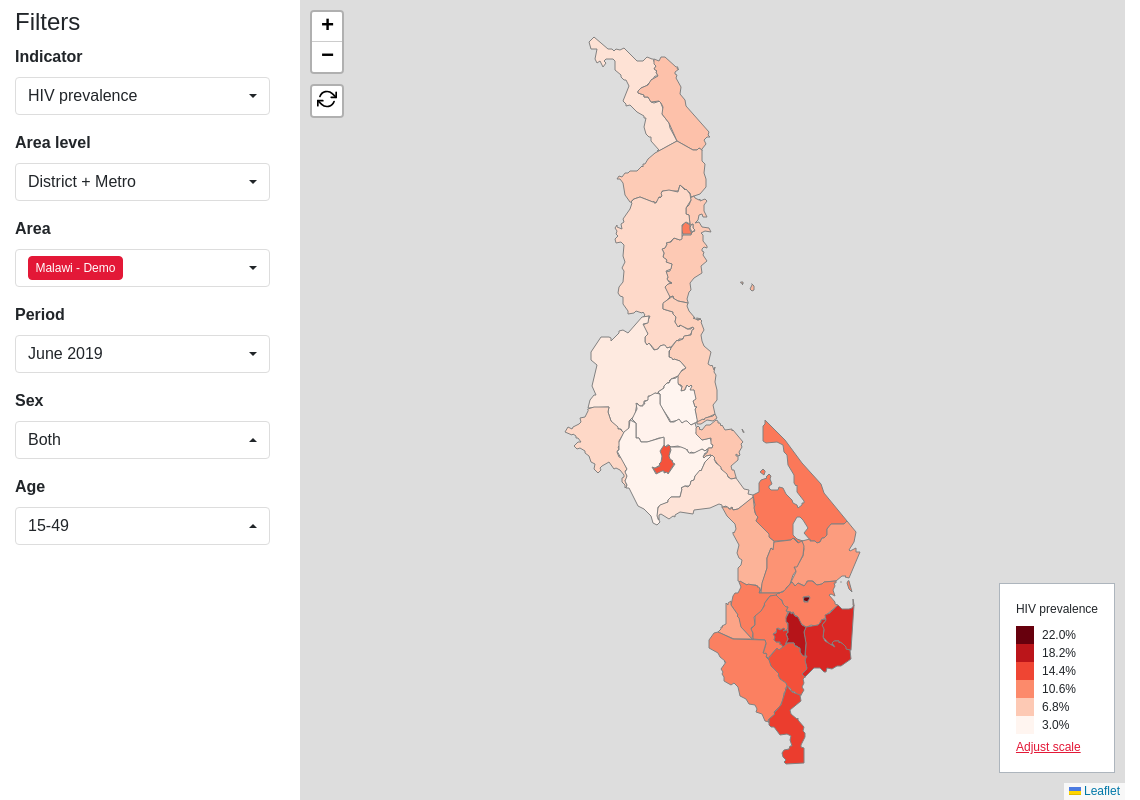 Filters
Indicator
HIV prevalence
Area level
District + Metro
Area
Malawi - Demo
Period
June 2019
Sex
Both
Age
15-49
+
−
HIV prevalence
22.0%
18.2%
14.4%
10.6%
6.8%
3.0%
Adjust scale
Leaflet